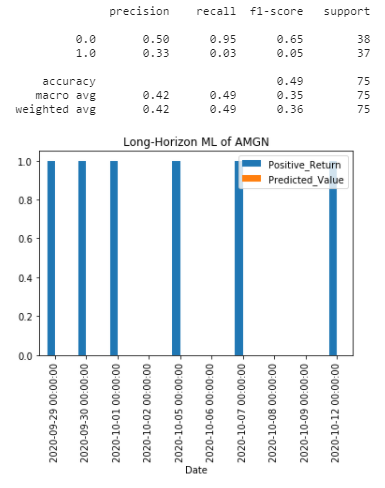 precision recall f1-score support
0.0 0.50 0.95 0.65 38
1.0 0.33 0.03 0.05 37
accuracy 0.49 75
macro avg 0.42 0.49 0.35 75
weighted avg 0.42 0.49 0.36 75
Long-Horizon ML of AMGN
Positive_Return
Predicted_Value
1.0
0.8
0.6
0.4
0.2
0.0
2020-09-29 00:00:00
2020-09-30 00:00:00
2020-10-01 00:00:00
2020-10-02 00:00:00
2020-10-05 00:00:00
2020-10-06 00:00:00
2020-10-07 00:00:00
2020-10-08 00:00:00
2020-10-09 00:00:00
2020-10-12 00:00:00
Date